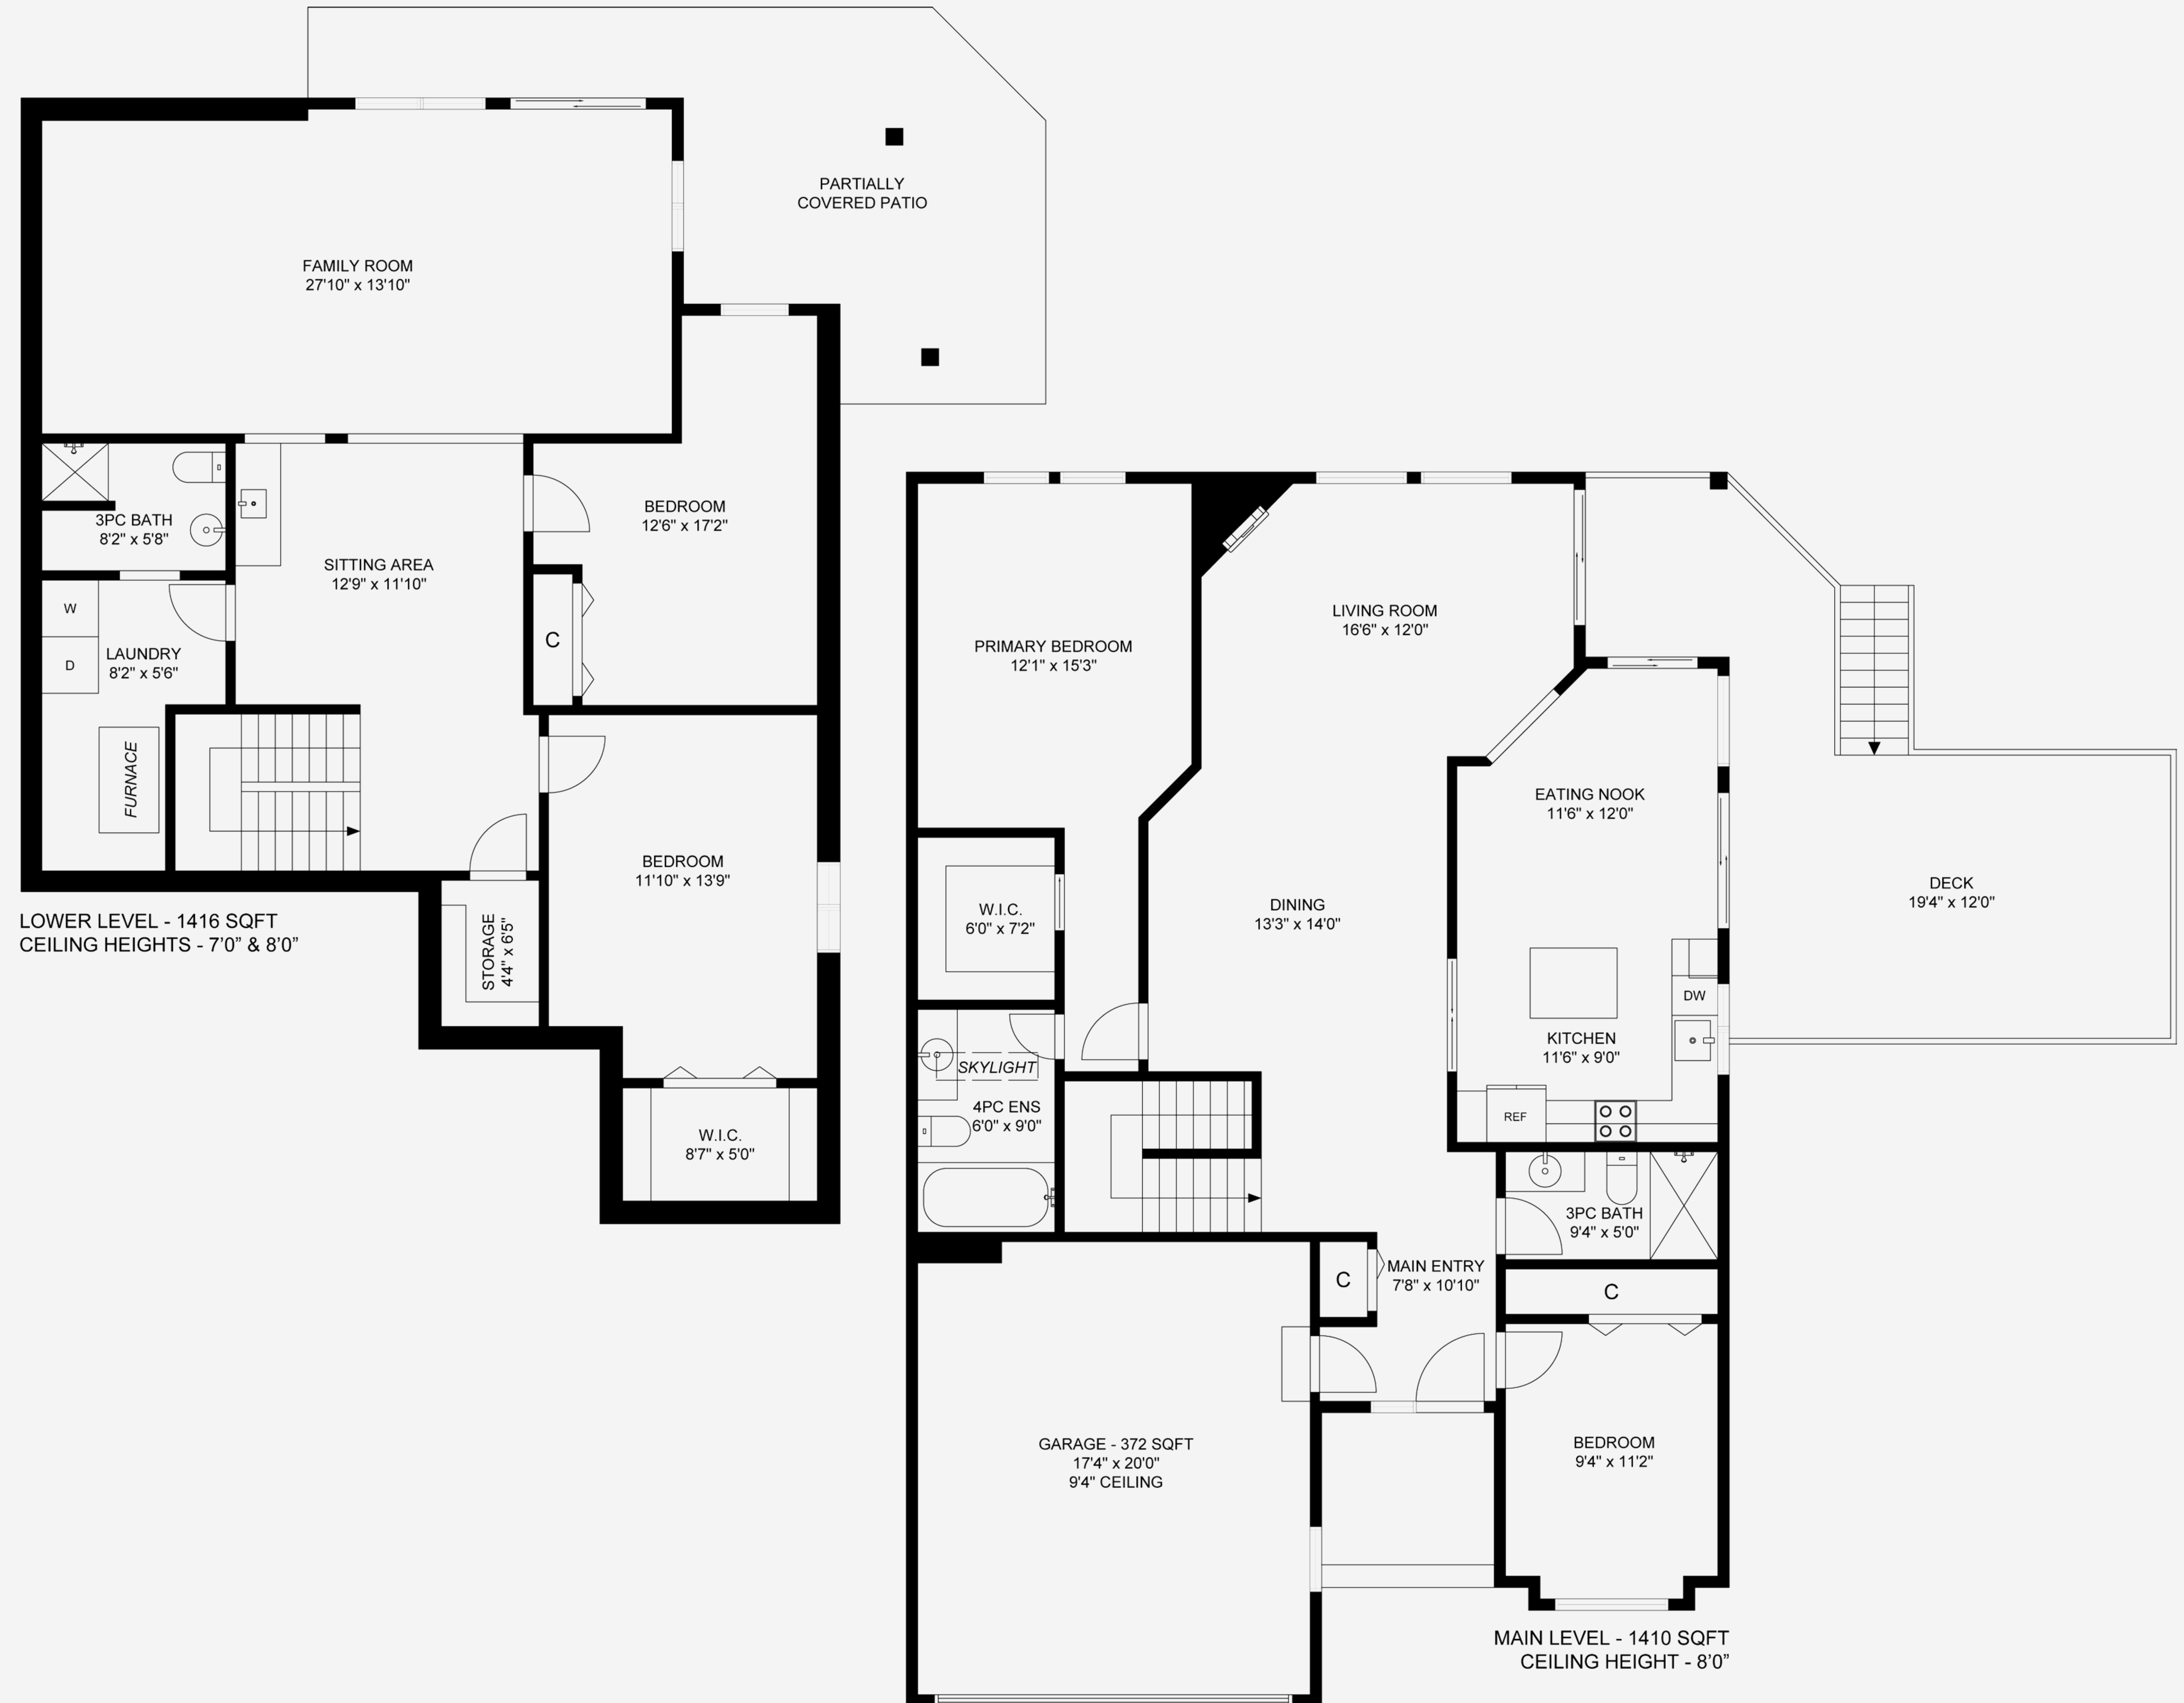 PARTIALLY
COVERED PATIO
FAMILY ROOM
27'10" x 13'10"
BEDROOM
12'6" x 17'2"
3PC BATH
8'2" x 5'8"
SITTING AREA
12'9" x 11'10"
W
D
LAUNDRY
8'2" x 5'6"
C
FURNACE
BEDROOM
11'10" x 13'9"
STORAGE
4'4" x 6'5"
W.I.C.
8'7" x 5'0"
LOWER LEVEL - 1416 SQFT
CEILING HEIGHTS - 7'0” & 8'0”
LIVING ROOM
16'6" x 12'0"
PRIMARY BEDROOM
12'1" x 15'3"
EATING NOOK
11'6" x 12'0"
DECK
19'4" x 12'0"
W.I.C.
6'0" x 7'2"
DINING
13'3" x 14'0"
DW
KITCHEN
11'6" x 9'0"
SKYLIGHT
4PC ENS
6'0" x 9'0"
REF
3PC BATH
9'4" x 5'0"
C
MAIN ENTRY
7'8" x 10'10"
C
GARAGE - 372 SQFT
17'4" x 20'0"
9'4" CEILING
BEDROOM
9'4" x 11'2"
MAIN LEVEL - 1410 SQFT
CEILING HEIGHT - 8'0”